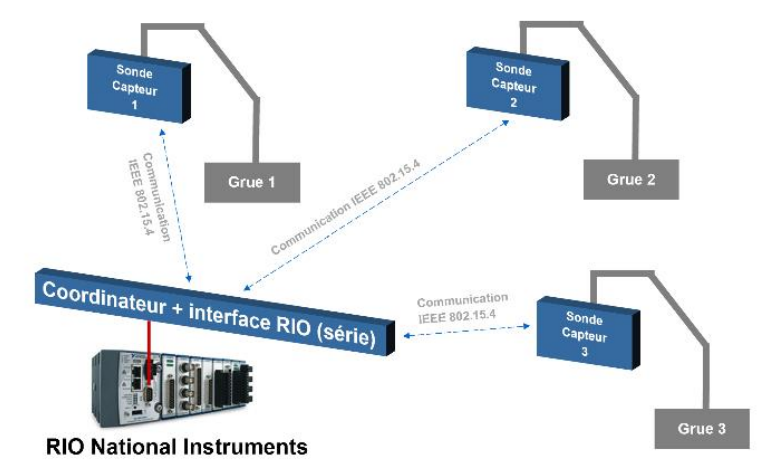 Sonde
Capteur
1
Sonde
Capteur
2
Grue 1
Grue 2
Communication
IEEE 802.15.4
Communication IEEE 802.15.4
Coordinateur + interface RIO (série)
Communication
IEEE 802.15.4
Sonde
Capteur
3
Grue 3
RIO National Instruments